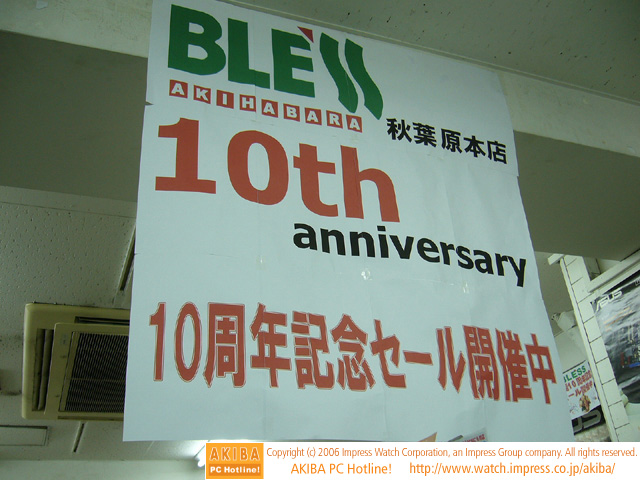 BLESS
AKIHABARA
秋葉原本店
10th
anniversary
10周年記念セール開催中
ASUS
BLESS
AKIBA
PC Hotline!
Copyright (c) 2006 Impress Watch Corporation, an Impress Group company. All rights reserved.
AKIBA PC Hotline! http://www.watch.impress.co.jp/akiba/